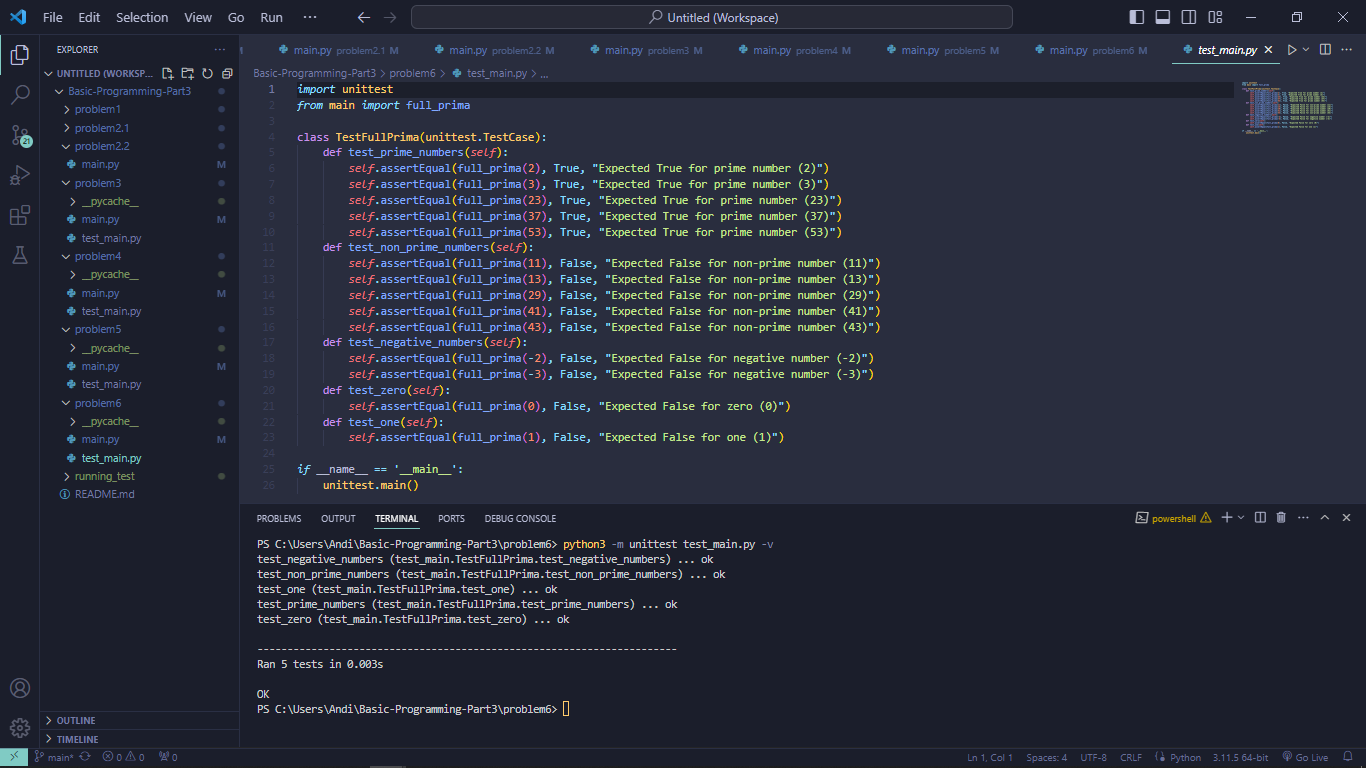 File Edit Selection View Go Run ··· Untitled (Workspace)
EXPLORER ···
UNTITLED (WORKSP...
Basic-Programming-Part3
problem1
problem2.1
problem2.2
main.py M
problem3
__pycache__
main.py M
test_main.py
problem4
__pycache__
main.py M
test_main.py
problem5
__pycache__
main.py M
test_main.py
problem6
__pycache__
main.py M
test_main.py
running_test
README.md
OUTLINE
TIMELINE
21
main.py problem2.1 M main.py problem2.2 M main.py problem3 M main.py problem4 M main.py problem5 M main.py problem6 M test_main.py
Basic-Programming-Part3 > problem6 > test_main.py > ...
1 import unittest
2 from main import full_prima
3
4 class TestFullPrima(unittest.TestCase):
5 def test_prime_numbers(self):
6 self.assertEqual(full_prima(2), True, "Expected True for prime number (2)")
7 self.assertEqual(full_prima(3), True, "Expected True for prime number (3)")
8 self.assertEqual(full_prima(23), True, "Expected True for prime number (23)")
9 self.assertEqual(full_prima(37), True, "Expected True for prime number (37)")
10 self.assertEqual(full_prima(53), True, "Expected True for prime number (53)")
11 def test_non_prime_numbers(self):
12 self.assertEqual(full_prima(11), False, "Expected False for non-prime number (11)")
13 self.assertEqual(full_prima(13), False, "Expected False for non-prime number (13)")
14 self.assertEqual(full_prima(29), False, "Expected False for non-prime number (29)")
15 self.assertEqual(full_prima(41), False, "Expected False for non-prime number (41)")
16 self.assertEqual(full_prima(43), False, "Expected False for non-prime number (43)")
17 def test_negative_numbers(self):
18 self.assertEqual(full_prima(-2), False, "Expected False for negative number (-2)")
19 self.assertEqual(full_prima(-3), False, "Expected False for negative number (-3)")
20 def test_zero(self):
21 self.assertEqual(full_prima(0), False, "Expected False for zero (0)")
22 def test_one(self):
23 self.assertEqual(full_prima(1), False, "Expected False for one (1)")
24
25 if __name__ == '__main__':
26 unittest.main()
PROBLEMS OUTPUT TERMINAL PORTS DEBUG CONSOLE powershell
PS C:\Users\Andi\Basic-Programming-Part3\problem6> python3 -m unittest test_main.py -v
test_negative_numbers (test_main.TestFullPrima.test_negative_numbers) ... ok
test_non_prime_numbers (test_main.TestFullPrima.test_non_prime_numbers) ... ok
test_one (test_main.TestFullPrima.test_one) ... ok
test_prime_numbers (test_main.TestFullPrima.test_prime_numbers) ... ok
test_zero (test_main.TestFullPrima.test_zero) ... ok
----------------------------------------------------------------------
Ran 5 tests in 0.003s
OK
PS C:\Users\Andi\Basic-Programming-Part3\problem6>
main* 0 0 0 Ln 1, Col 1 Spaces: 4 UTF-8 CRLF Python 3.11.5 64-bit Go Live